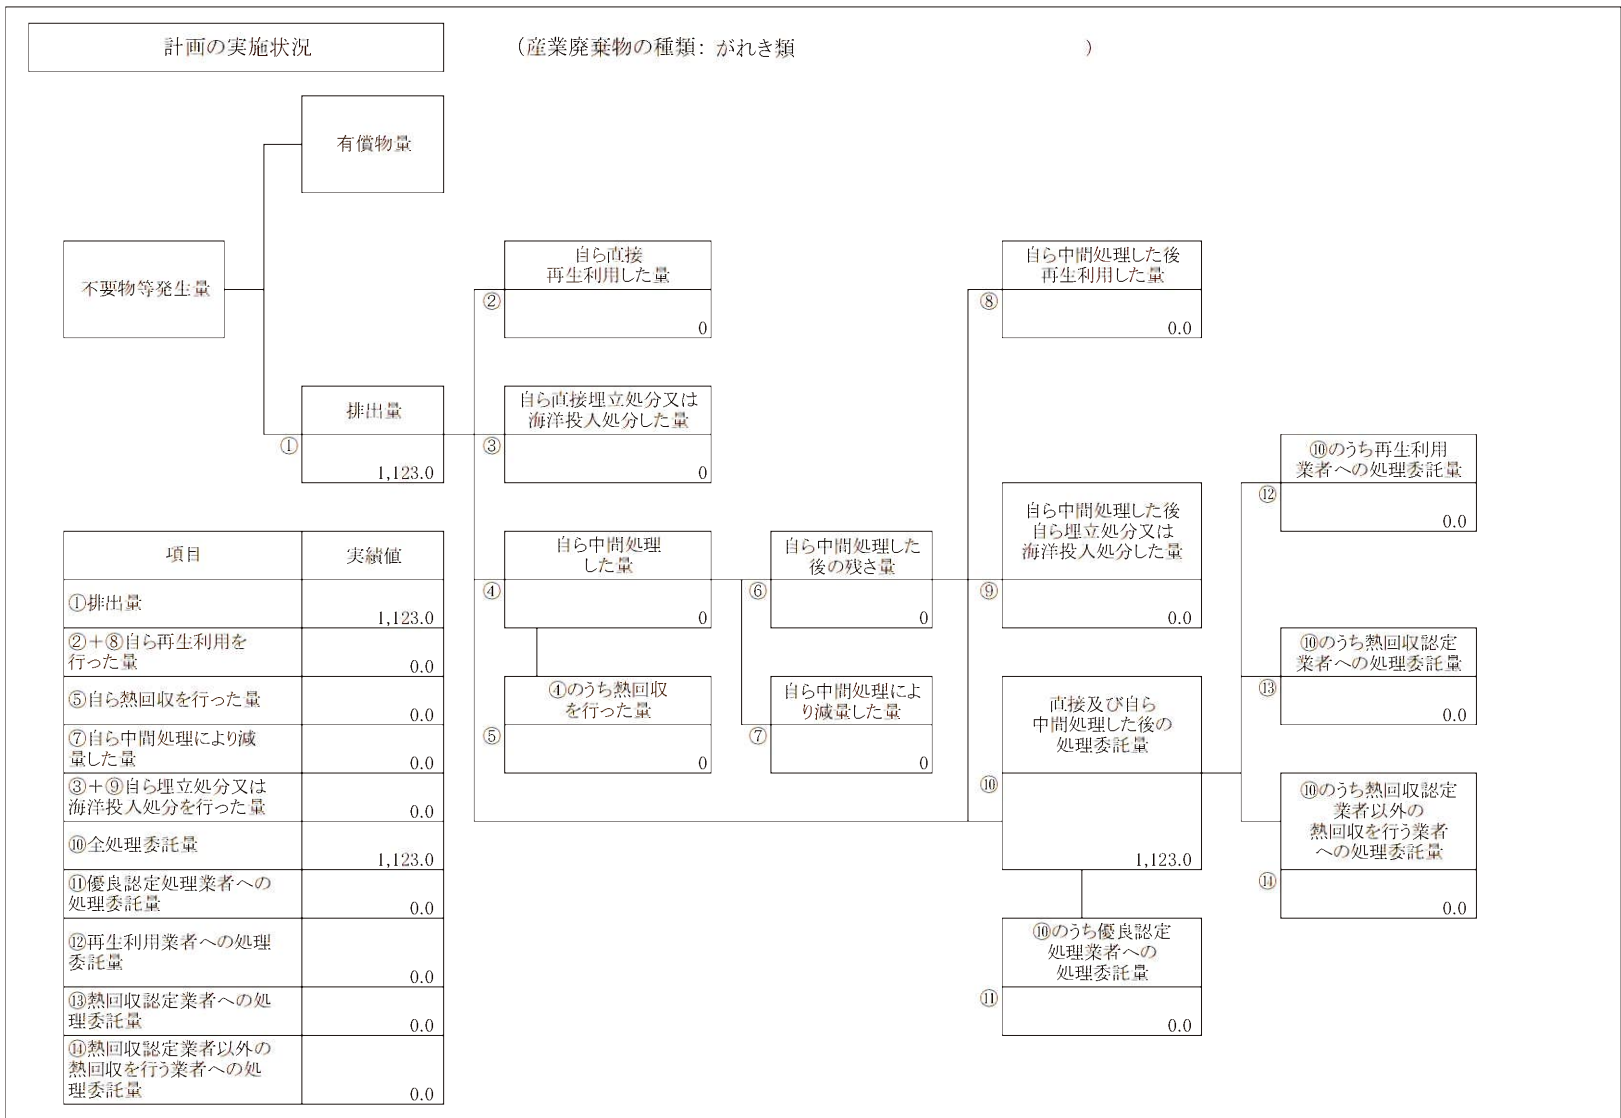 計画の実施状況
(産業廃棄物の種類: がれき類 )
有償物量
不要物等発生量
排出量
①
1,123.0
自ら直接
再生利用した量
②
0
自ら直接埋立処分又は
海洋投入処分した量
③
0
自ら中間処理
した量
④
0
④のうち熱回収
を行った量
⑤
0
自ら中間処理した
後の残さ量
⑥
0
自ら中間処理によ
り減量した量
⑦
0
自ら中間処理した後
再生利用した量
⑧
0.0
自ら中間処理した後
自ら埋立処分又は
海洋投入処分した量
⑨
0.0
直接及び自ら
中間処理した後の
処理委託量
⑩
1,123.0
⑩のうち優良認定
処理業者への
処理委託量
⑪
0.0
⑩のうち再生利用
業者への処理委託量
⑫
0.0
⑩のうち熱回収認定
業者への処理委託量
⑬
0.0
⑩のうち熱回収認定
業者以外の
熱回収を行う業者
への処理委託量
⑭
0.0
項目 実績値
①排出量
1,123.0
②+⑧自ら再生利用を
行った量
0.0
⑤自ら熱回収を行った量
0.0
⑦自ら中間処理により減
量した量
0.0
③+⑨自ら埋立処分又は
海洋投入処分を行った量
0.0
⑩全処理委託量
1,123.0
⑪優良認定処理業者への
処理委託量
0.0
⑫再生利用業者への処理
委託量
0.0
⑬熱回収認定業者への処
理委託量
0.0
⑭熱回収認定業者以外の
熱回収を行う業者への処
理委託量
0.0